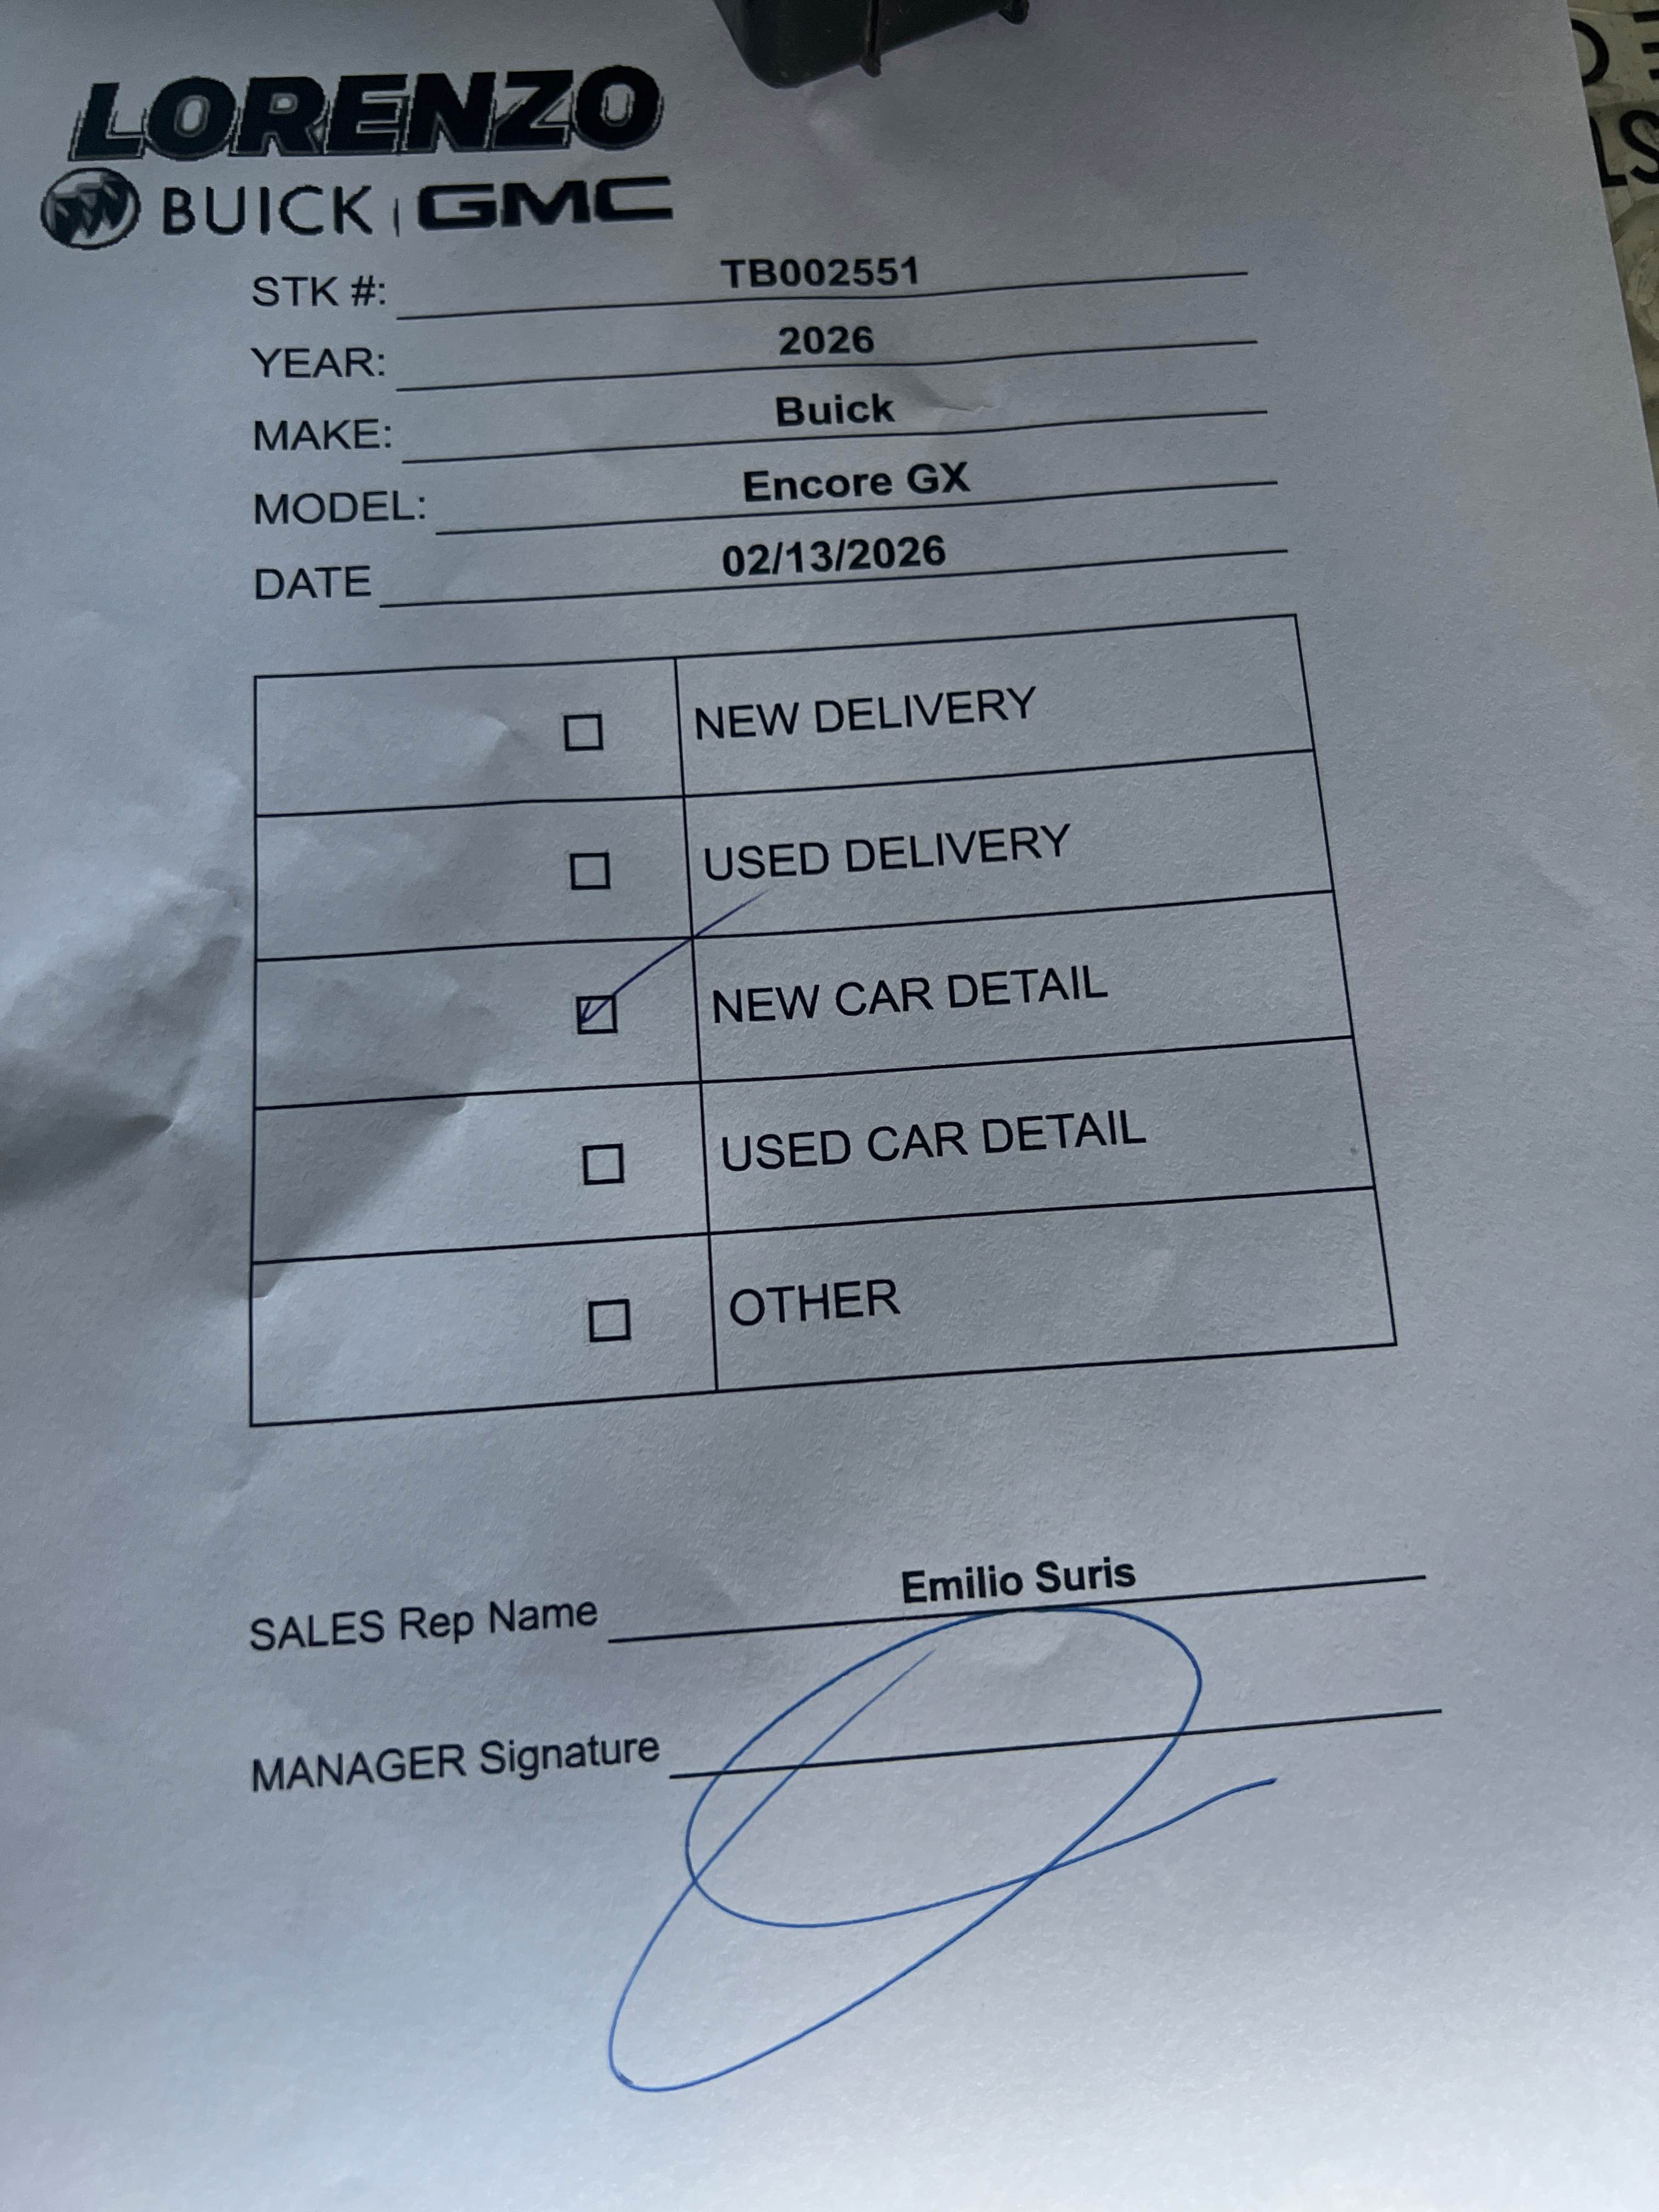 LORENZO
BUICK | GMC
STK #: TB002551
YEAR: 2026
MAKE: Buick
MODEL: Encore GX
DATE 02/13/2026
NEW DELIVERY
USED DELIVERY
NEW CAR DETAIL
USED CAR DETAIL
OTHER
SALES Rep Name Emilio Suris
MANAGER Signature